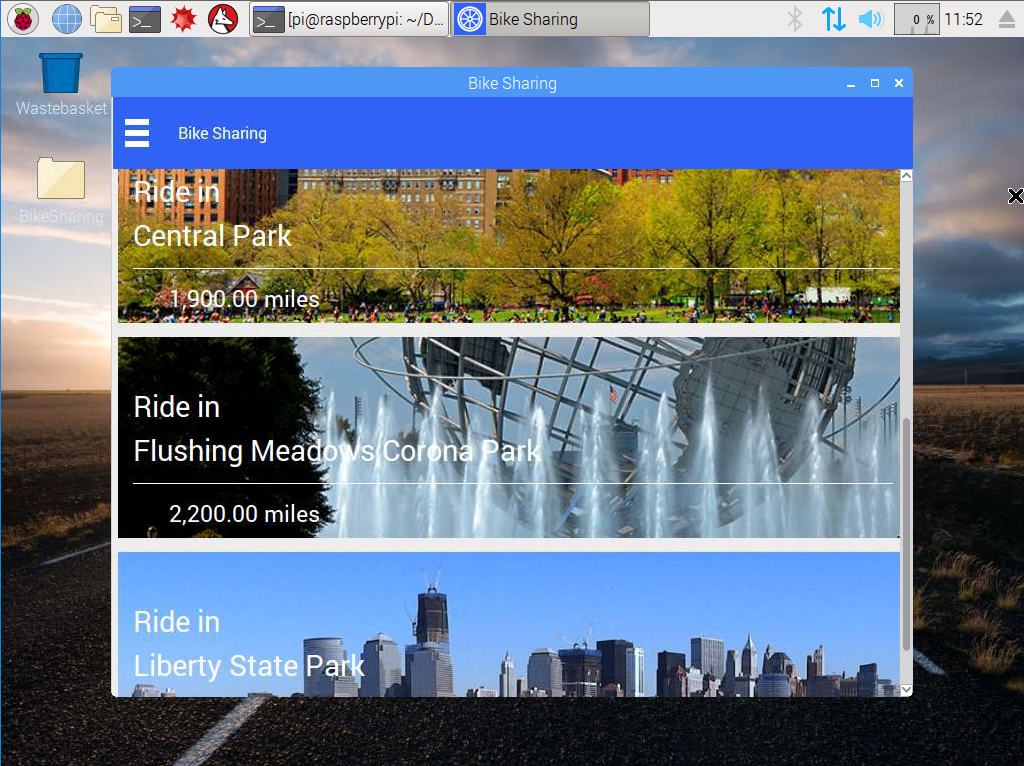 [pi@raspberrypi: ~/D...
Bike Sharing
0 %
11:52
Wastebasket
BikeSharing
Bike Sharing
Bike Sharing
Ride in
Central Park
1,900.00 miles
Ride in
Flushing Meadows Corona Park
2,200.00 miles
Ride in
Liberty State Park